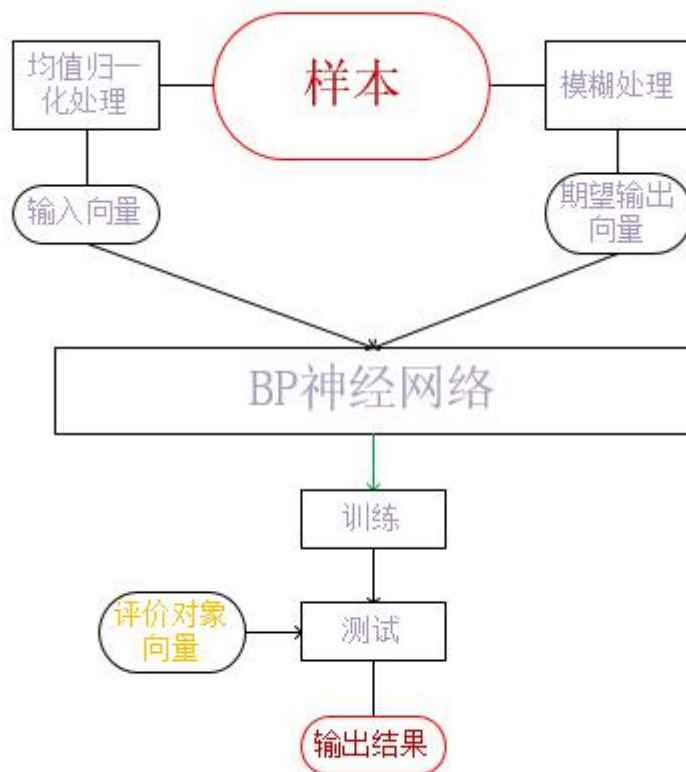 均值归一
化处理
样本
模糊处理
输入向量
期望输出
向量
BP神经网络
训练
评价对象
向量
测试
输出结果